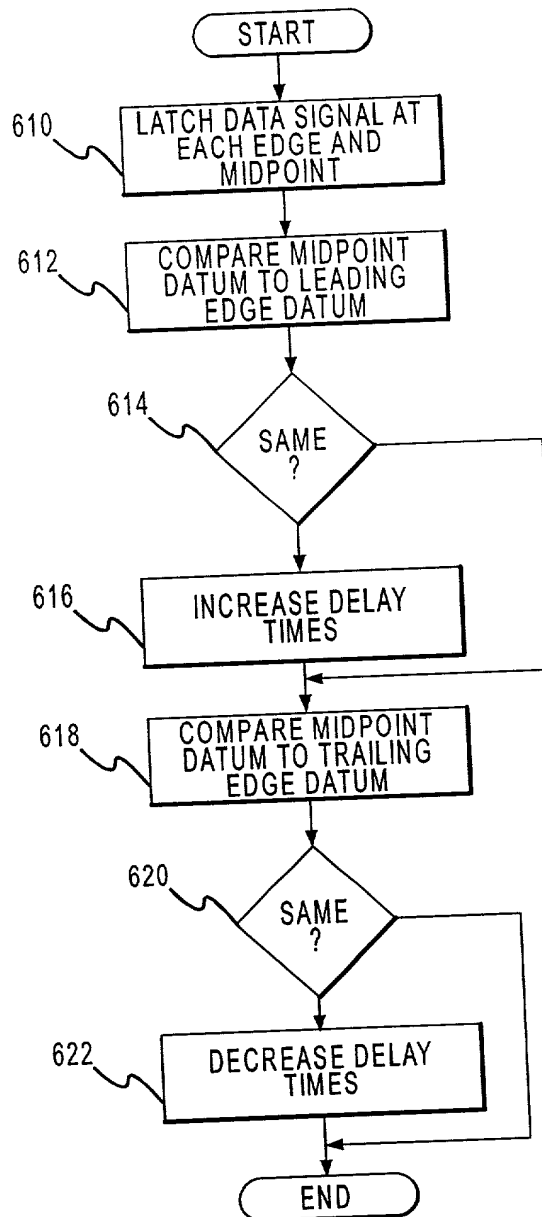 START
610
LATCH DATA SIGNAL AT
EACH EDGE AND
MIDPOINT
612
COMPARE MIDPOINT
DATUM TO LEADING
EDGE DATUM
614
SAME
?
616
INCREASE DELAY
TIMES
618
COMPARE MIDPOINT
DATUM TO TRAILING
EDGE DATUM
620
SAME
?
622
DECREASE DELAY
TIMES
END